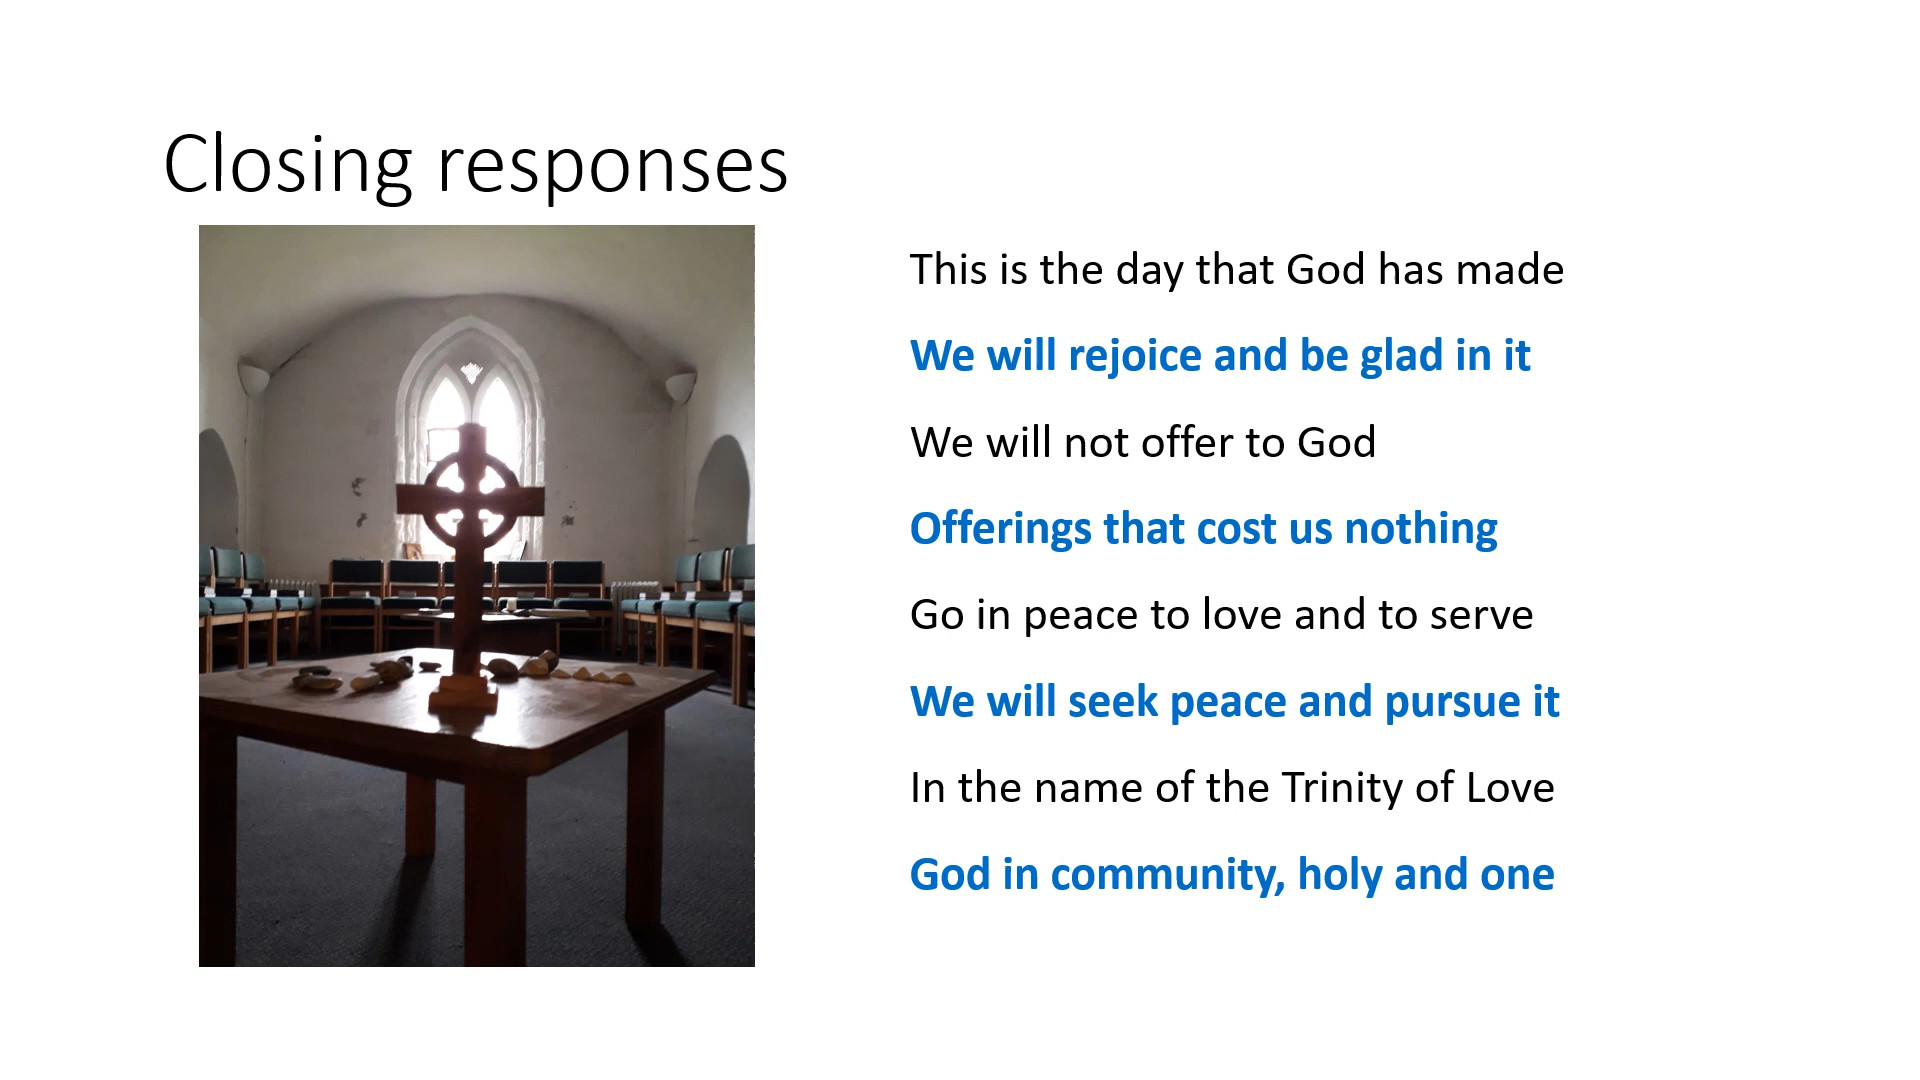 Closing responses
This is the day that God has made
We will rejoice and be glad in it
We will not offer to God
Offerings that cost us nothing
Go in peace to love and to serve
We will seek peace and pursue it
In the name of the Trinity of Love
God in community, holy and one